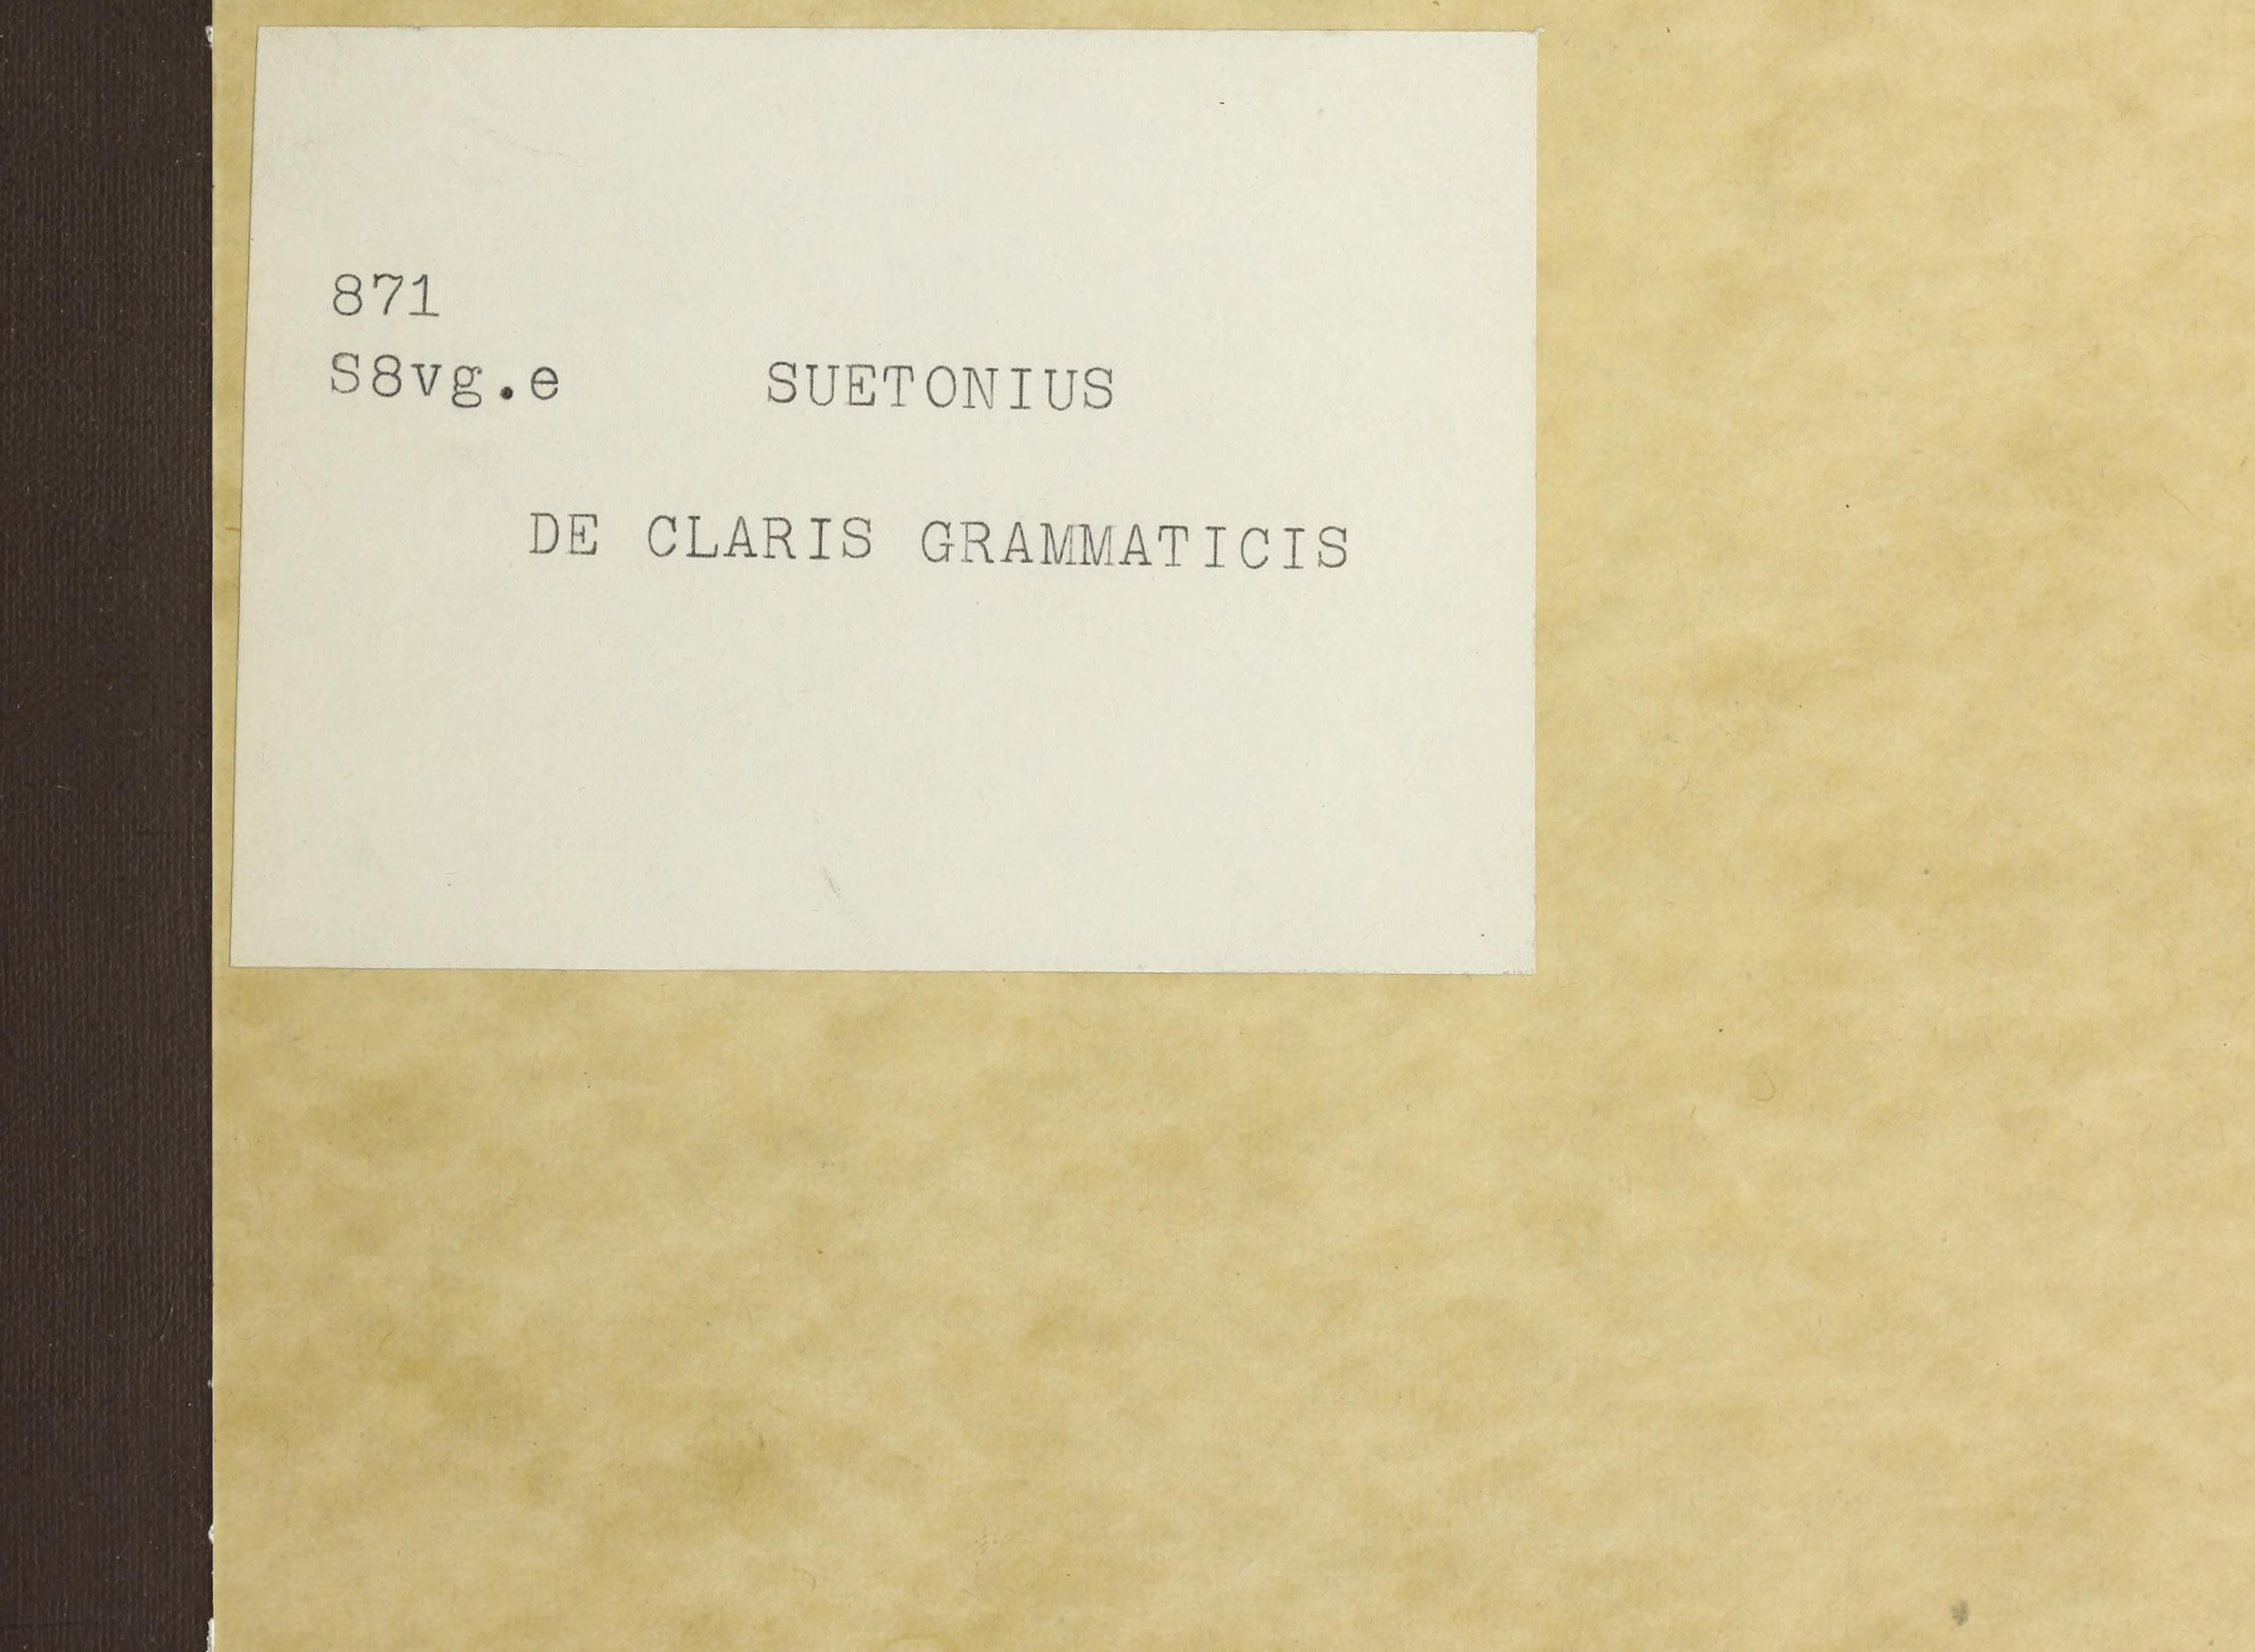 871
S8vg.e SUETONIUS
DE CLARIS GRAMMATICIS